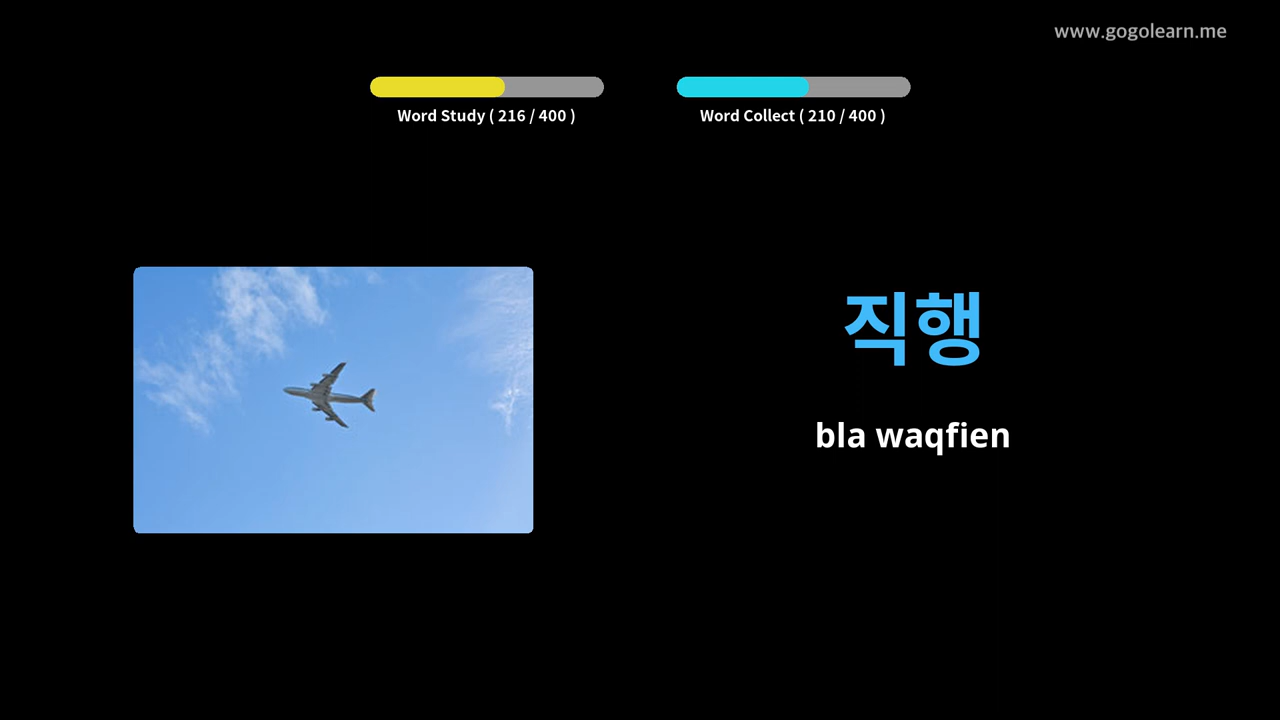 www.gogolearn.me
Word Study ( 216 / 400 )
Word Collect ( 210 / 400 )
직행
bla waqfien